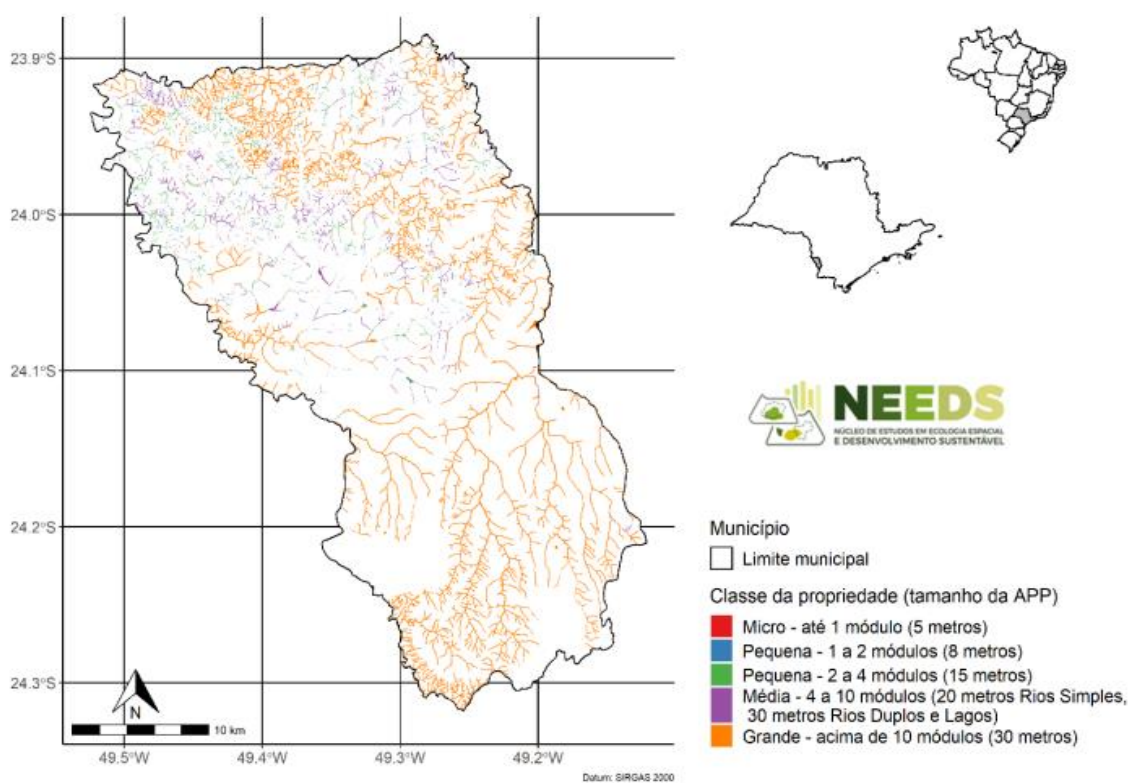 23.9°S
24.0°S
24.1°S
24.2°S
24.3°S
49.5°W
49.4°W
49.3°W
49.2°W
N
10 km
Datum: SIRGAS 2000
NEEDS
NÚCLEO DE ESTUDOS EM ECOLOGIA ESPACIAL
E DESENVOLVIMENTO SUSTENTÁVEL
Município
Limite municipal
Classe da propriedade (tamanho da APP)
Micro - até 1 módulo (5 metros)
Pequena - 1 a 2 módulos (8 metros)
Pequena - 2 a 4 módulos (15 metros)
Média - 4 a 10 módulos (20 metros Rios Simples,
30 metros Rios Duplos e Lagos)
Grande - acima de 10 módulos (30 metros)